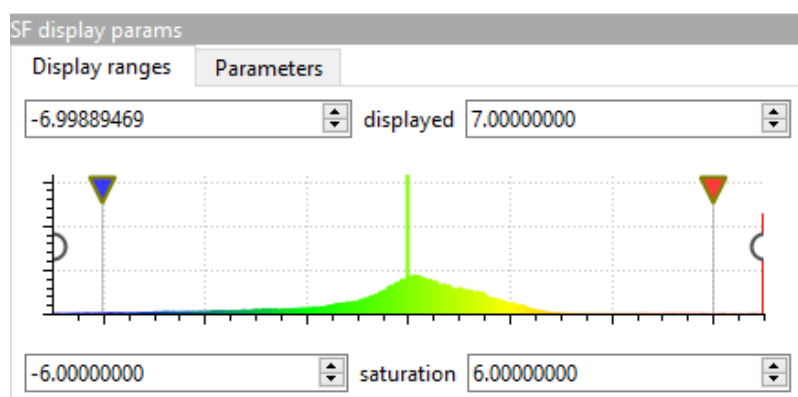 SF display params
Display ranges Parameters
-6.99889469 displayed 7.00000000
-6.00000000 saturation 6.00000000